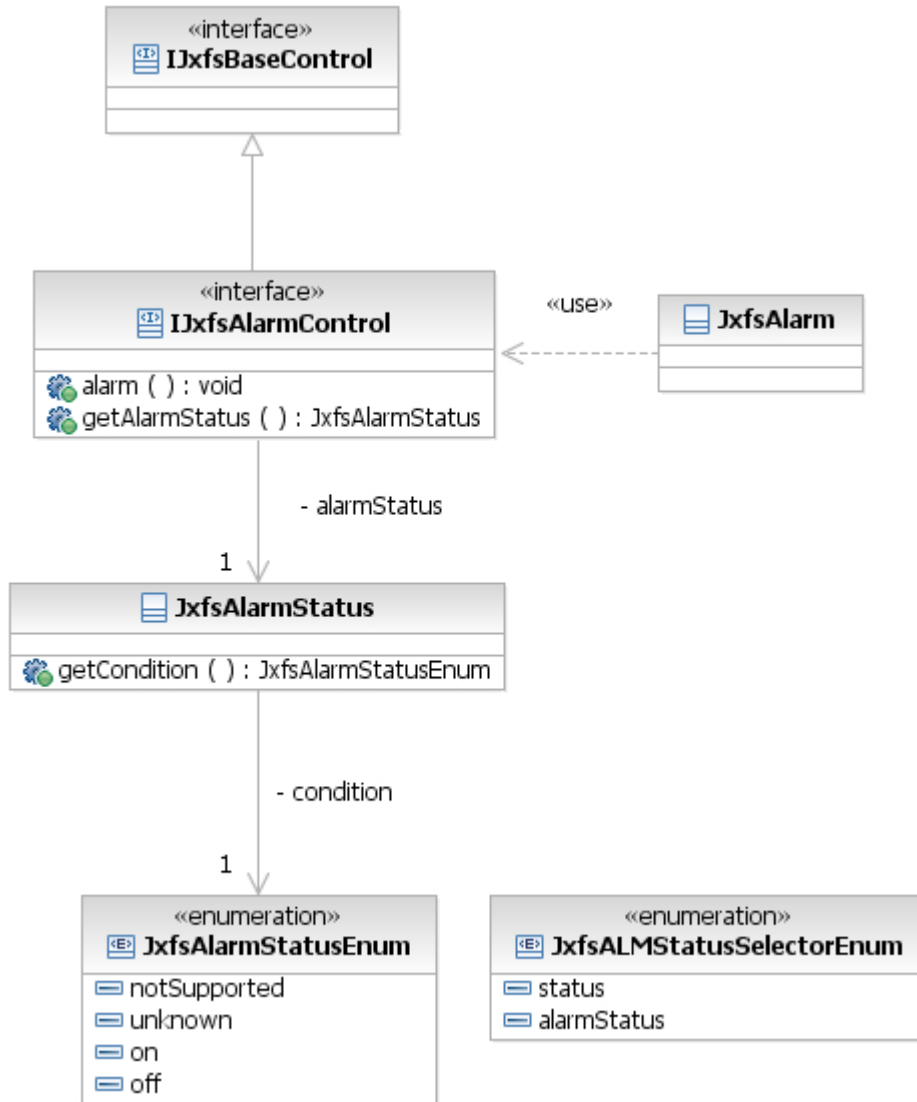 «interface»
IJxfsBaseControl
«interface»
IJxfsAlarmControl
alarm ( ) : void
getAlarmStatus ( ) : JxfsAlarmStatus
«use»
JxfsAlarm
- alarmStatus
1
JxfsAlarmStatus
getCondition ( ) : JxfsAlarmStatusEnum
- condition
1
«enumeration»
JxfsAlarmStatusEnum
notSupported
unknown
on
off
«enumeration»
JxfsALMStatusSelectorEnum
status
alarmStatus